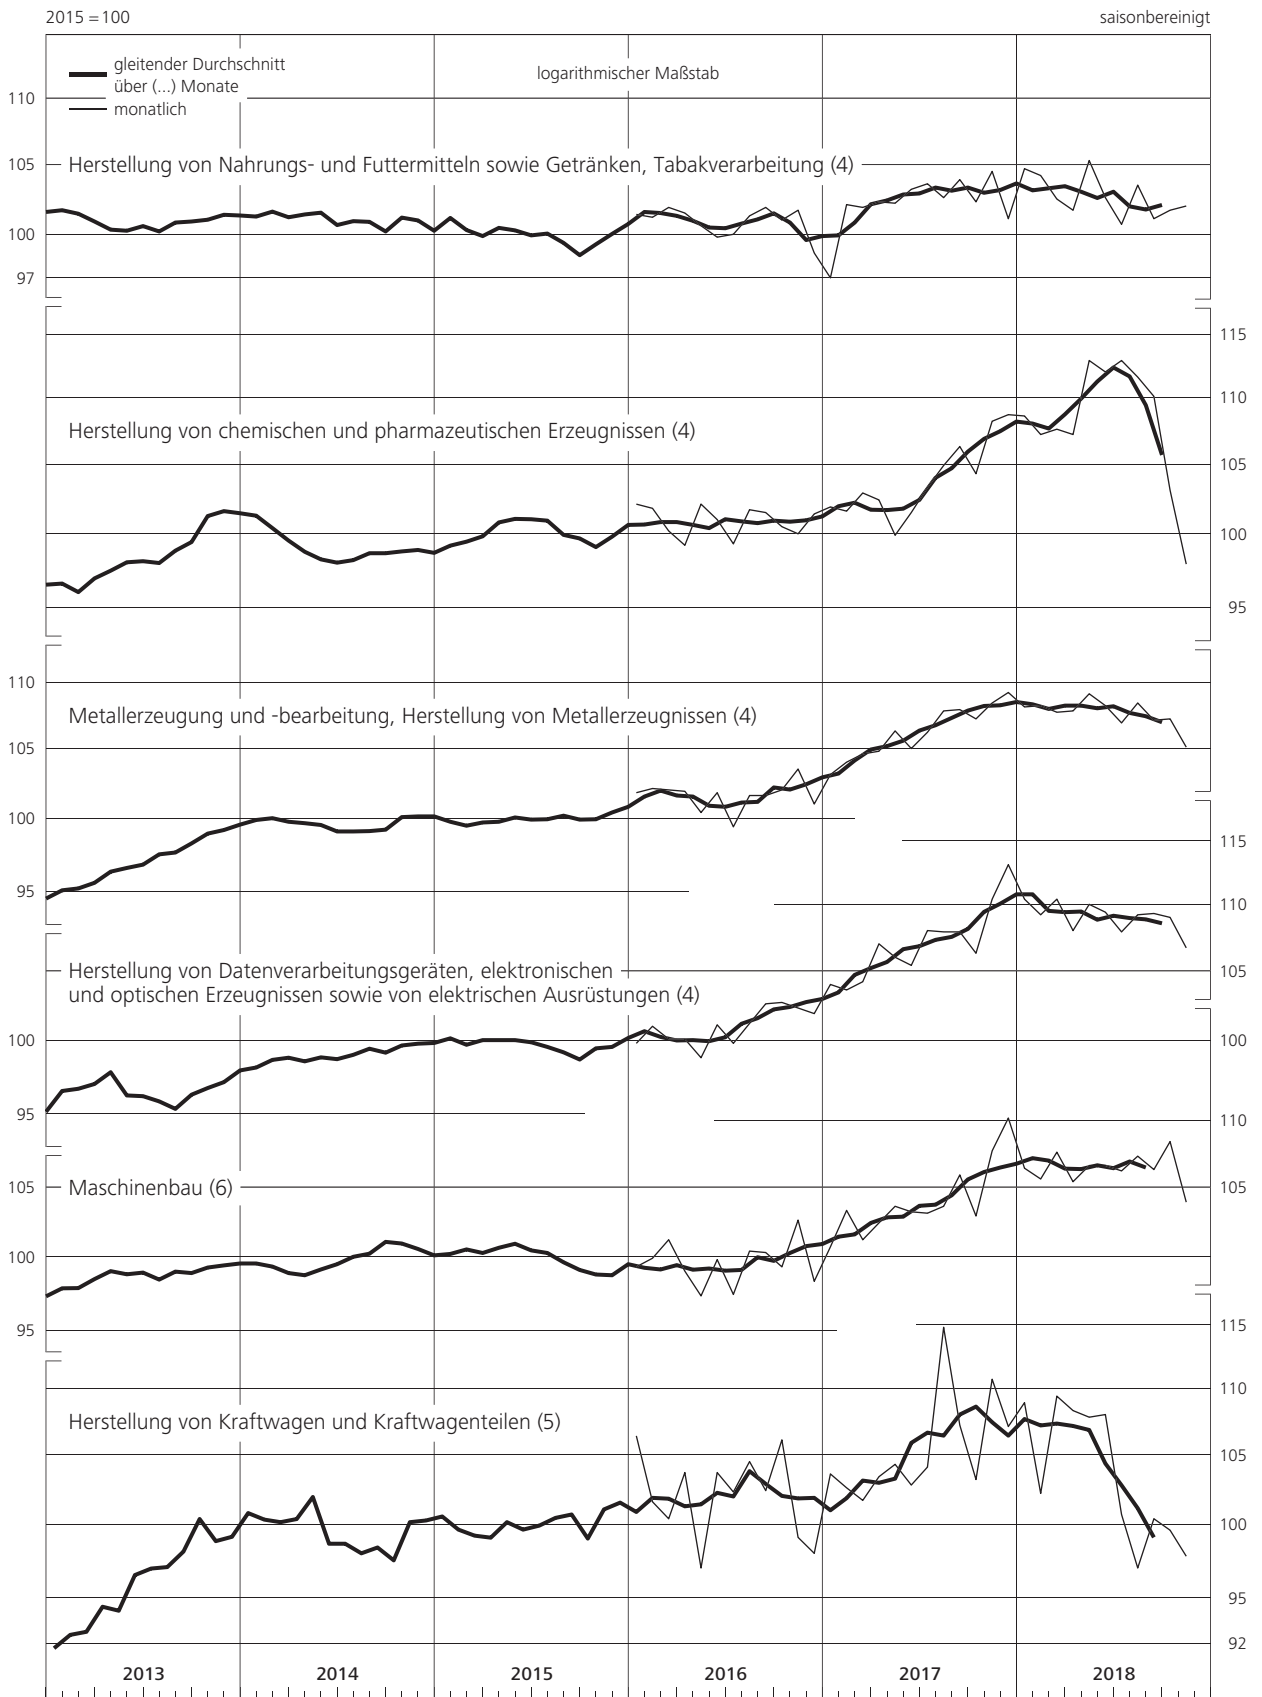 2015 = 100
saisonbereinigt
gleitender Durchschnitt
über (...) Monate
monatlich
logarithmischer Maßstab
110
105
Herstellung von Nahrungs- und Futtermitteln sowie Getränken, Tabakverarbeitung (4)
100
97
115
110
Herstellung von chemischen und pharmazeutischen Erzeugnissen (4)
105
100
95
110
Metallerzeugung und -bearbeitung, Herstellung von Metallerzeugnissen (4)
105
100
115
95
110
Herstellung von Datenverarbeitungsgeräten, elektronischen
105
und optischen Erzeugnissen sowie von elektrischen Ausrüstungen (4)
100
100
95
110
105
Maschinenbau (6)
105
100
95
115
110
Herstellung von Kraftwagen und Kraftwagenteilen (5)
105
100
95
92
2013
2014
2015
2016
2017
2018